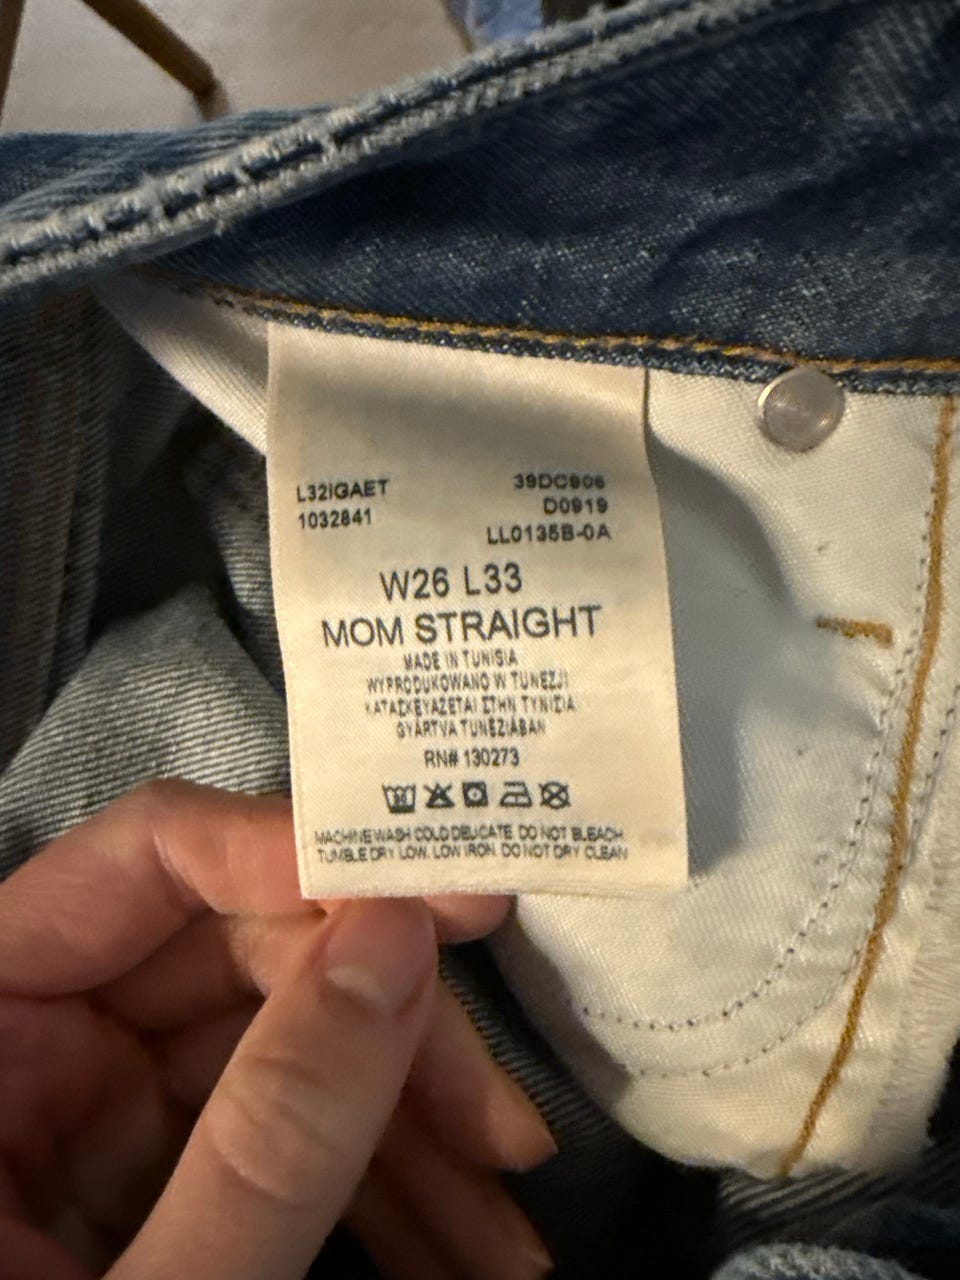 L32IGAET 39DC906
1032841 D0919
LL0135B-0A
W26 L33
MOM STRAIGHT
MADE IN TUNISIA
WYPRODUKOWANO W TUNEZJI
ΚΑΤΑΣΚΕΥΑΖΕΤΑΙ ΣΤΗΝ ΤΥΝΙΣΙΑ
GYÁRTVA TUNÉZIÁBAN
RN# 130273
MACHINE WASH COLD DELICATE. DO NOT BLEACH.
TUMBLE DRY LOW. LOW IRON. DO NOT DRY CLEAN